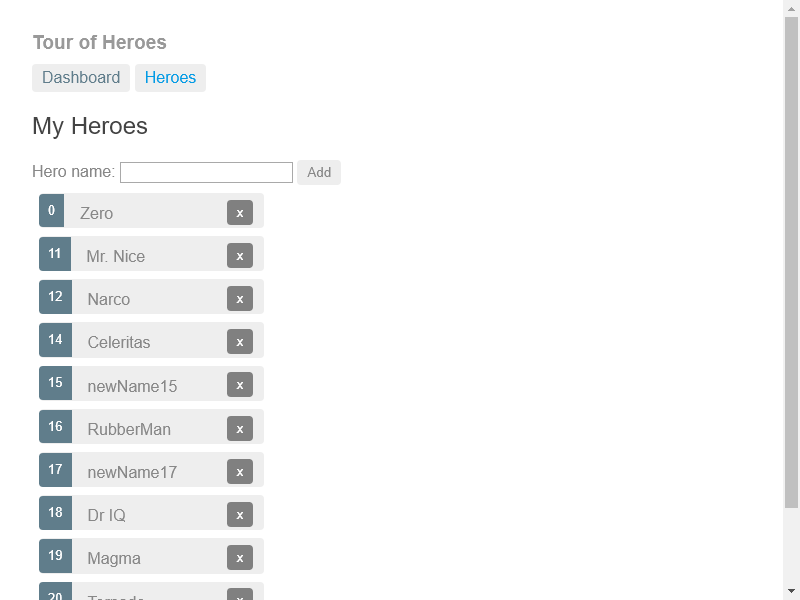 Tour of Heroes
Dashboard Heroes
My Heroes
Hero name: Add
0 Zero x
11 Mr. Nice x
12 Narco x
14 Celeritas x
15 newName15 x
16 RubberMan x
17 newName17 x
18 Dr IQ x
19 Magma x
20 Tornado x